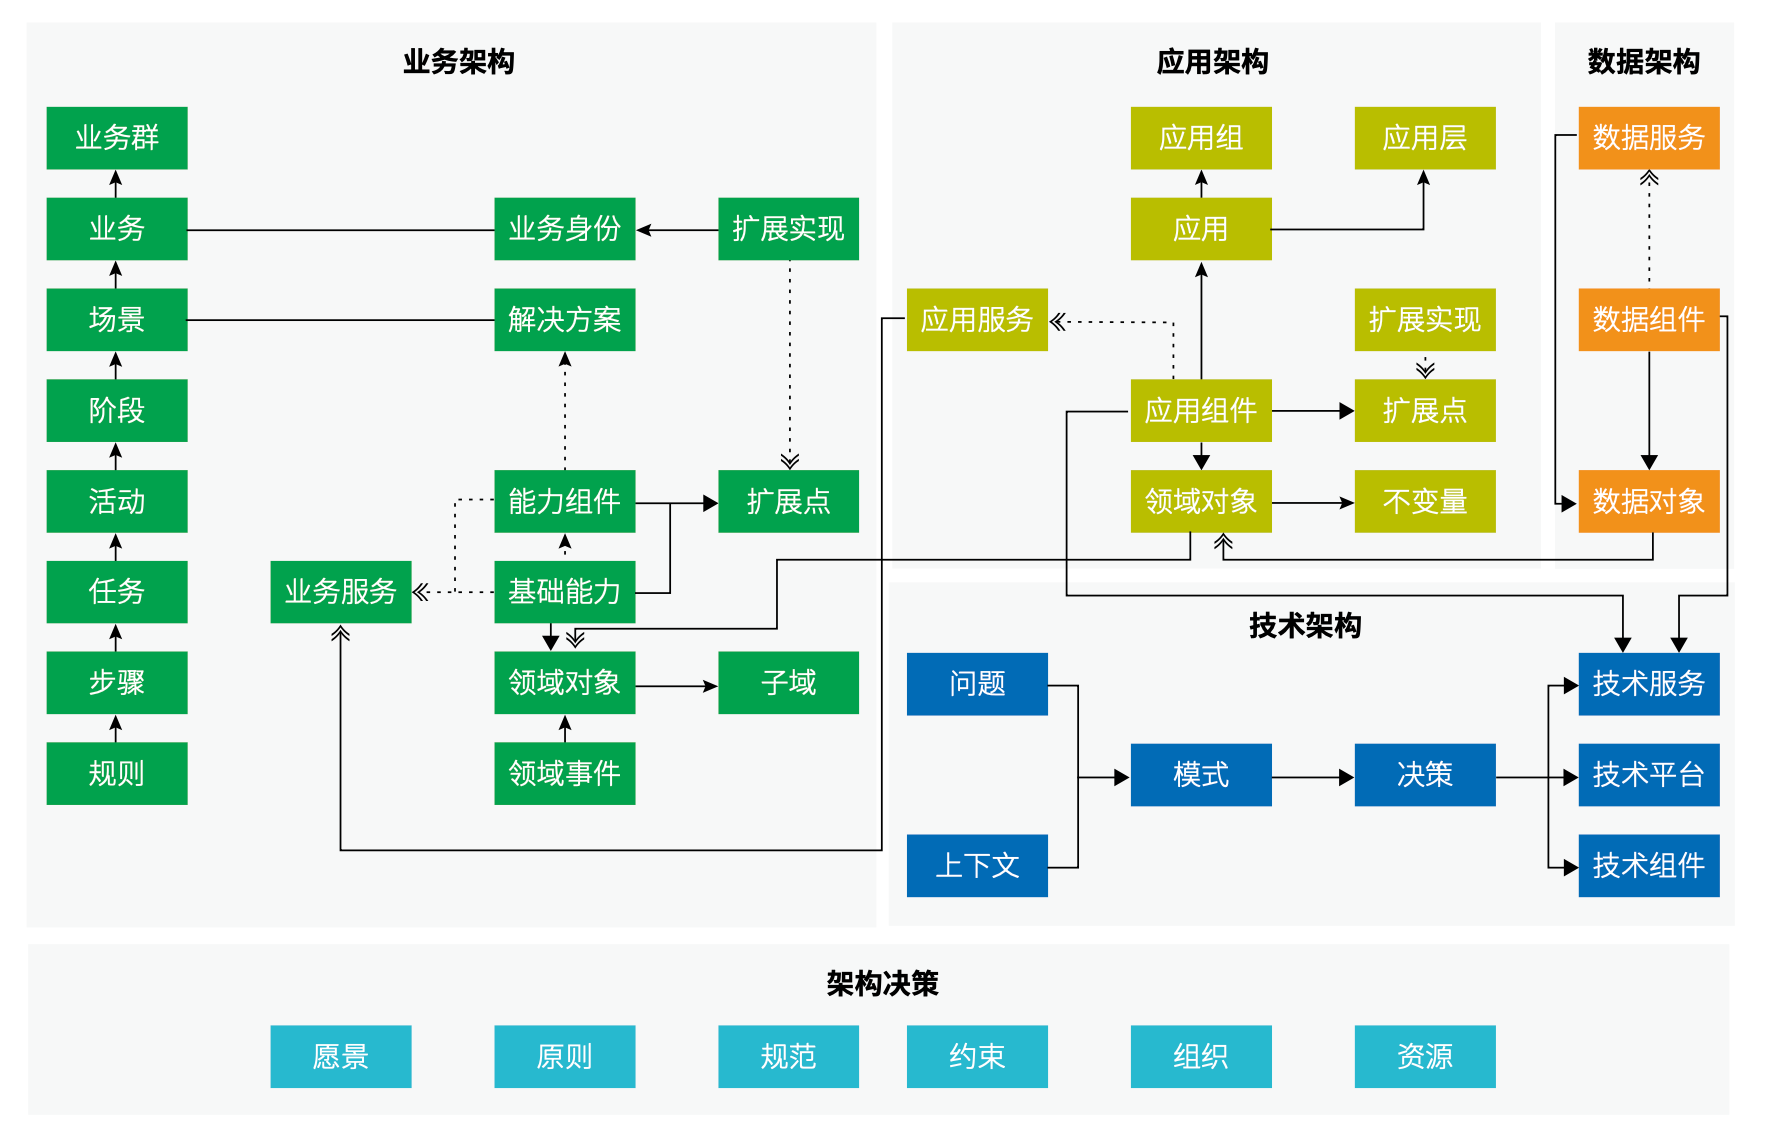 业务架构
业务群
业务
业务身份
扩展实现
场景
解决方案
阶段
活动
能力组件
扩展点
任务
业务服务
基础能力
步骤
领域对象
子域
规则
领域事件
应用架构
应用组
应用层
应用
应用服务
扩展实现
应用组件
扩展点
领域对象
不变量
数据架构
数据服务
数据组件
数据对象
技术架构
问题
技术服务
模式
决策
技术平台
上下文
技术组件
架构决策
愿景
原则
规范
约束
组织
资源